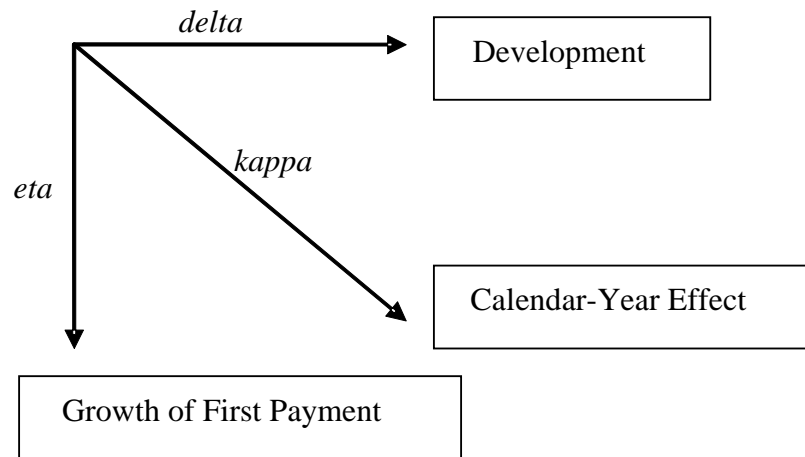 delta
Development
kappa
eta
Calendar-Year Effect
Growth of First Payment